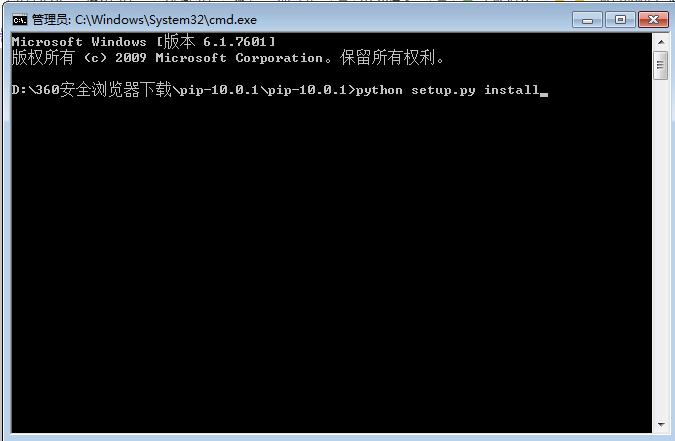 管理员: C:\Windows\System32\cmd.exe
Microsoft Windows [版本 6.1.7601]
版权所有 (c) 2009 Microsoft Corporation。保留所有权利。
D:\360安全浏览器下载\pip-10.0.1\pip-10.0.1>python setup.py install